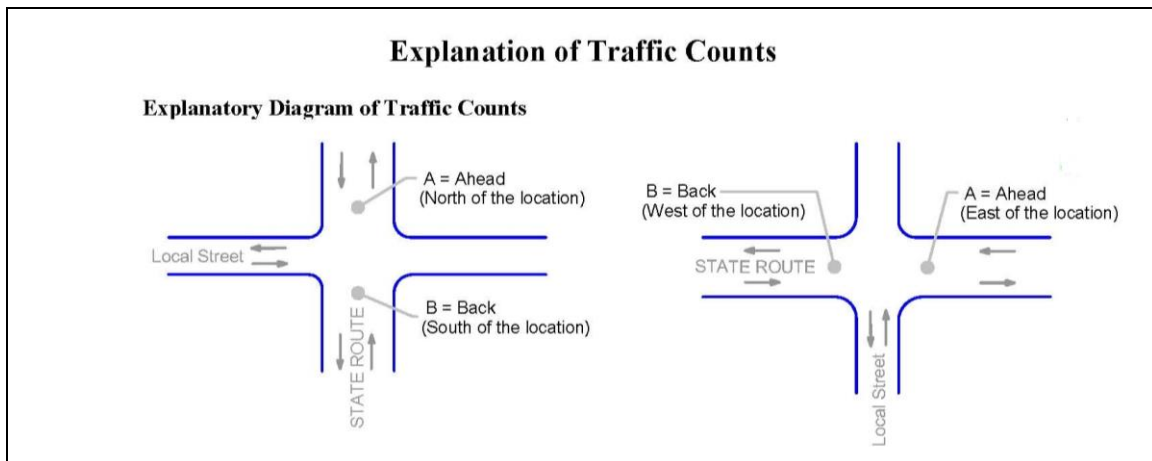 Explanation of Traffic Counts
Explanatory Diagram of Traffic Counts
A = Ahead
(North of the location)
Local Street
B = Back
(South of the location)
STATE ROUTE
B = Back
(West of the location)
A = Ahead
(East of the location)
STATE ROUTE
Local Street